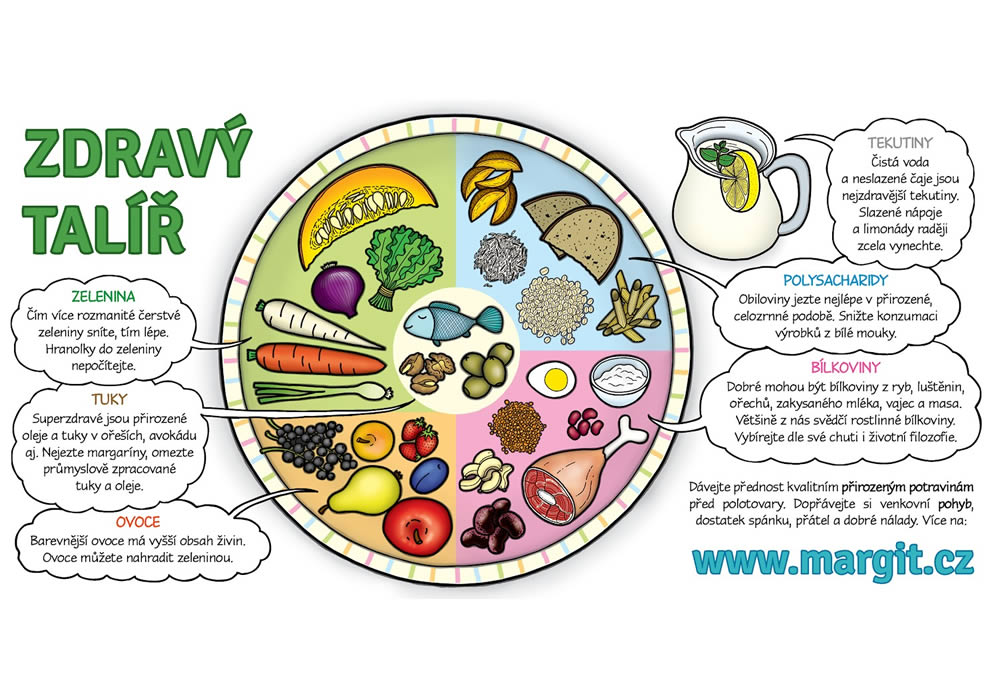 ZDRAVÝ
TALÍŘ
ZELENINA
Čím více rozmanité čerstvé
zeleniny sníte, tím lépe.
Hranolky do zeleniny
nepočítejte.
TUKY
Superzdravé jsou přirozené
oleje a tuky v ořeších, avokádu
aj. Nejezte margaríny, omezte
průmyslově zpracované
tuky a oleje.
OVOCE
Barevnější ovoce má vyšší obsah živin.
Ovoce můžete nahradit zeleninou.
TEKUTINY
Čistá voda
a neslazené čaje jsou
nejzdravější tekutiny.
Slazené nápoje
a limonády raději
zcela vynechte.
POLYSACHARIDY
Obiloviny jezte nejlépe v přirozené,
celozrnné podobě. Snižte konzumaci
výrobků z bílé mouky.
BÍLKOVINY
Dobré mohou být bílkoviny z ryb, luštěnin,
ořechů, zakysaného mléka, vajec a masa.
Většině z nás svědčí rostlinné bílkoviny.
Vybírejte dle své chuti i životní filozofie.
Dávejte přednost kvalitním přirozeným potravinám
před polotovary. Dopřávejte si venkovní pohyb,
dostatek spánku, přátel a dobré nálady. Více na:
www.margit.cz